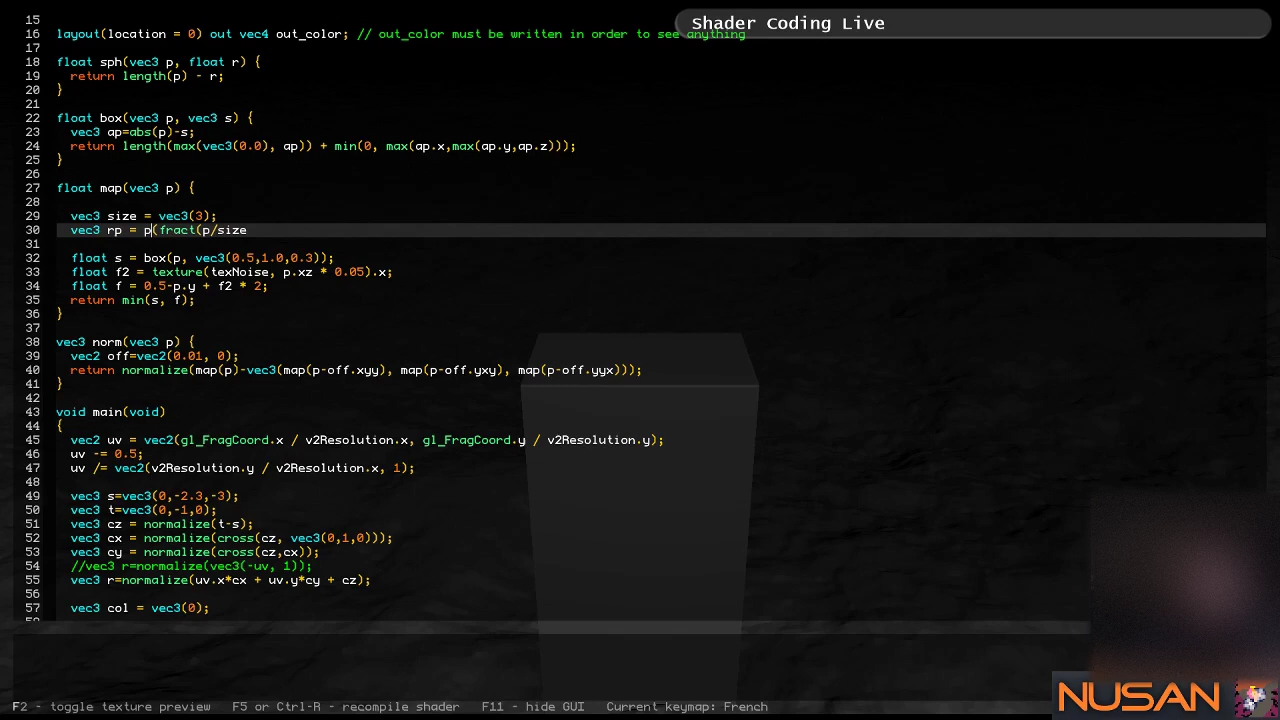 Shader Coding Live
15
16 layout(location = 0) out vec4 out_color; // out_color must be written in order to see anything
17
18 float sph(vec3 p, float r) {
19 return length(p) - r;
20 }
21
22 float box(vec3 p, vec3 s) {
23 vec3 ap=abs(p)-s;
24 return length(max(vec3(0.0), ap)) + min(0, max(ap.x,max(ap.y,ap.z)));
25 }
26
27 float map(vec3 p) {
28
29 vec3 size = vec3(3);
30 vec3 rp = p(fract(p/size
31
32 float s = box(p, vec3(0.5,1.0,0.3));
33 float f2 = texture(texNoise, p.xz * 0.05).x;
34 float f = 0.5-p.y + f2 * 2;
35 return min(s, f);
36 }
37
38 vec3 norm(vec3 p) {
39 vec2 off=vec2(0.01, 0);
40 return normalize(map(p)-vec3(map(p-off.xyy), map(p-off.yxy), map(p-off.yyx)));
41 }
42
43 void main(void)
44 {
45 vec2 uv = vec2(gl_FragCoord.x / v2Resolution.x, gl_FragCoord.y / v2Resolution.y);
46 uv -= 0.5;
47 uv /= vec2(v2Resolution.y / v2Resolution.x, 1);
48
49 vec3 s=vec3(0,-2.3,-3);
50 vec3 t=vec3(0,-1,0);
51 vec3 cz = normalize(t-s);
52 vec3 cx = normalize(cross(cz, vec3(0,1,0)));
53 vec3 cy = normalize(cross(cz,cx));
54 //vec3 r=normalize(vec3(-uv, 1));
55 vec3 r=normalize(uv.x*cx + uv.y*cy + cz);
56
57 vec3 col = vec3(0);
F2 - toggle texture preview F5 or Ctrl-R - recompile shader F11 - hide GUI Current keymap: French
NUSAN